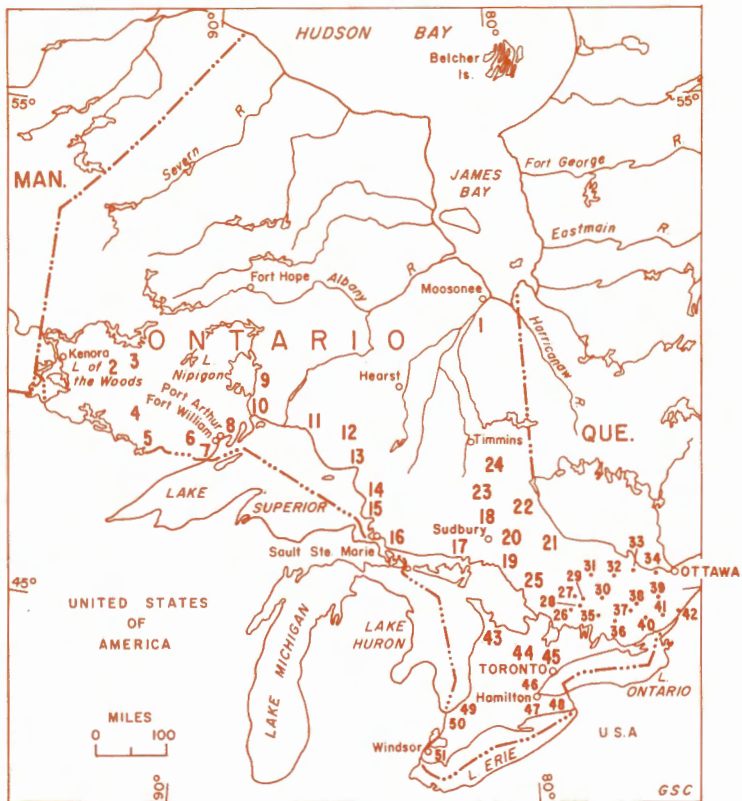 90°
HUDSON BAY
80°
Belcher
Is.
55°
55°
Severn R
MAN.
JAMES
BAY
Fort George R
Eastmain R.
Fort Hope
Albany R
Moosonee
1
ONTARIO
Harricanaw R
Kenora
L of
the Woods
2
3
L.
Nipigon
9
Hearst
Port Arthur
Fort William
10
4
8
11
12
QUE.
5
6
7
13
Timmins
24
LAKE
SUPERIOR
14
15
23
22
18
16
Sudbury
17
20
21
33
Sault Ste. Marie
19
31
32
34
OTTAWA
29
45°
25
27
30
39
UNITED STATES
OF
AMERICA
28
26
35
37
38
41
42
36
40
LAKE
HURON
43
44
45
LAKE MICHIGAN
TORONTO
L.
ONTARIO
46
Hamilton
MILES
49
47
48
0
100
50
U.S.A
Windsor
51
L. ERIE
90°
80°
GSC